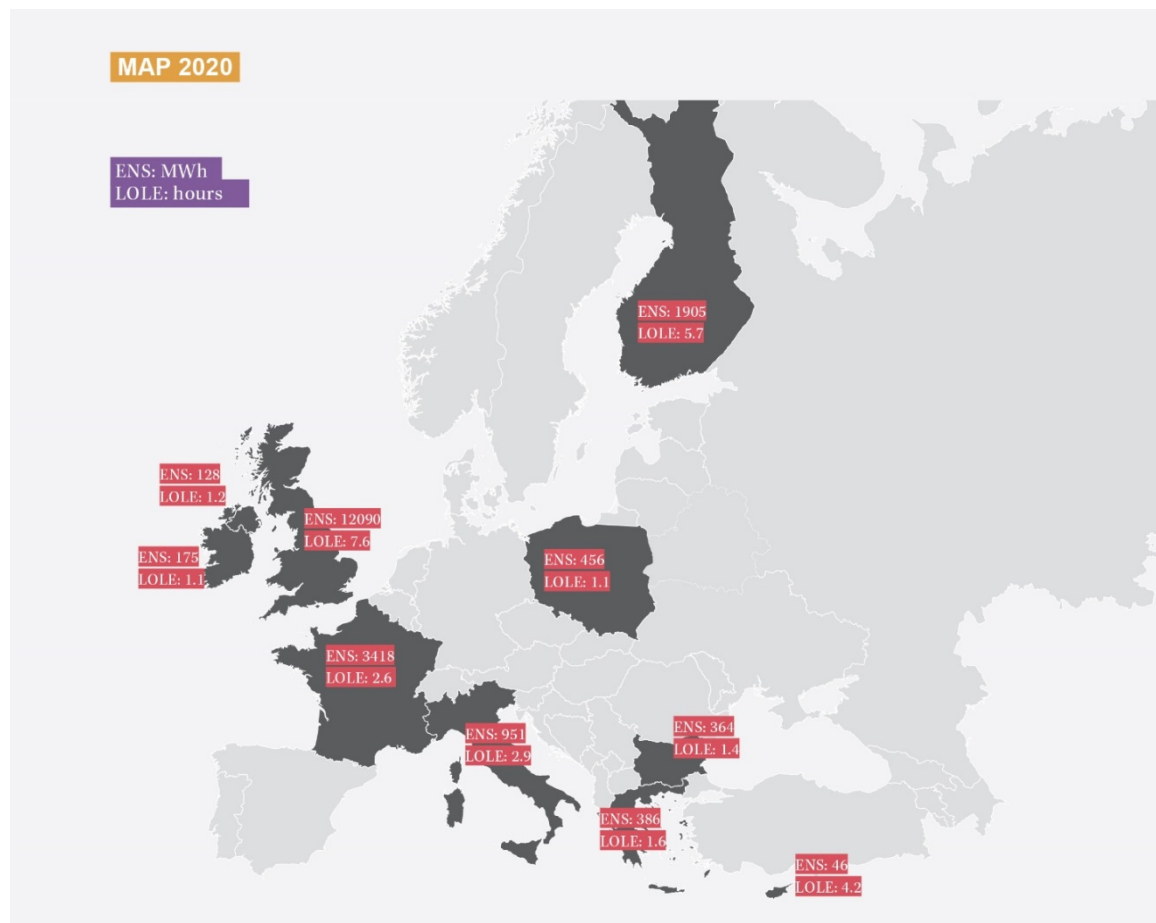 MAP 2020
ENS: MWh
LOLE: hours
ENS: 1905
LOLE: 5.7
ENS: 128
LOLE: 1.2
ENS: 12090
LOLE: 7.6
ENS: 175
LOLE: 1.1
ENS: 456
LOLE: 1.1
ENS: 3418
LOLE: 2.6
ENS: 951
LOLE: 2.9
ENS: 364
LOLE: 1.4
ENS: 386
LOLE: 1.6
ENS: 46
LOLE: 4.2